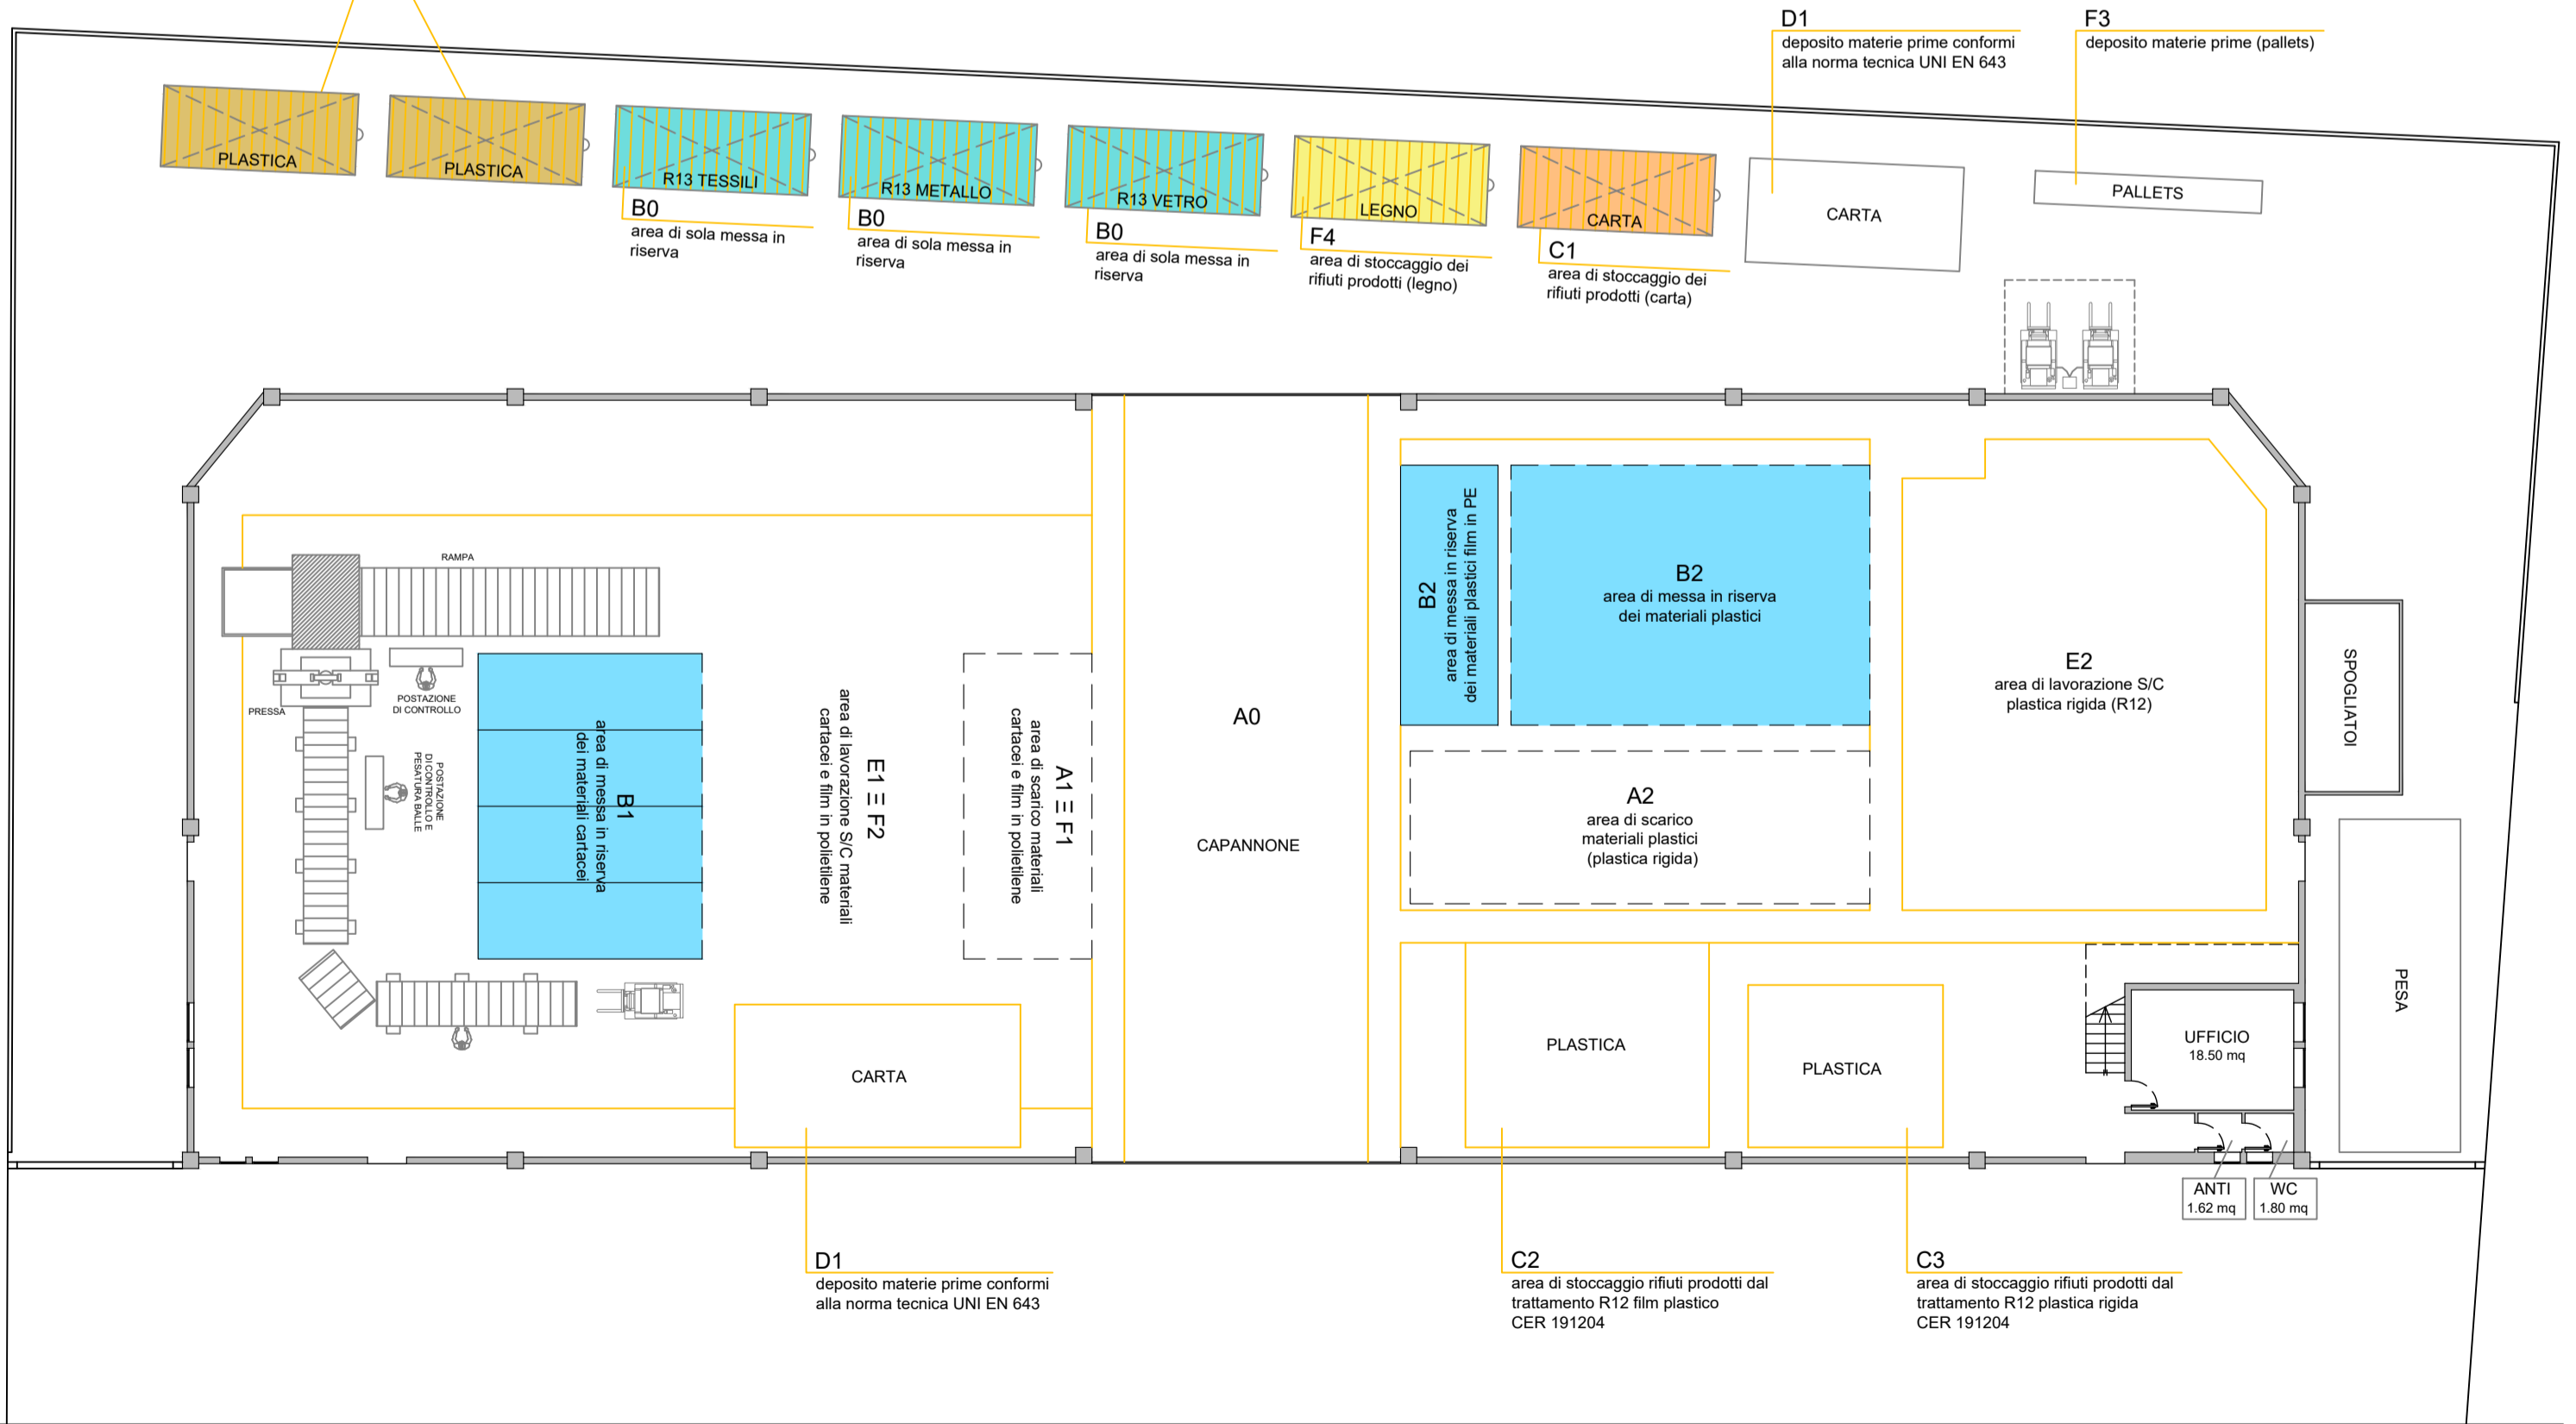 D1
deposito materie prime conformi
alla norma tecnica UNI EN 643
F3
deposito materie prime (pallets)
PLASTICA
PLASTICA
R13 TESSILI
R13 METALLO
R13 VETRO
LEGNO
CARTA
CARTA
PALLETS
B0
area di sola messa in
riserva
B0
area di sola messa in
riserva
B0
area di sola messa in
riserva
F4
area di stoccaggio dei
rifiuti prodotti (legno)
C1
area di stoccaggio dei
rifiuti prodotti (carta)
RAMPA
PRESSA
POSTAZIONE
DI CONTROLLO
POSTAZIONE
DI CONTROLLO E
PESATURA BALLE
B1
area di messa in riserva
dei materiali cartacei
E1 Ξ F2
area di lavorazione S/C materiali
cartacei e film in polietilene
A1 Ξ F1
area di scarico materiali
cartacei e film in polietilene
A0
CAPANNONE
B2
area di messa in riserva
dei materiali plastici film in PE
B2
area di messa in riserva
dei materiali plastici
A2
area di scarico
materiali plastici
(plastica rigida)
E2
area di lavorazione S/C
plastica rigida (R12)
SPOGLIATOI
PESA
CARTA
PLASTICA
PLASTICA
UFFICIO
18.50 mq
ANTI
1.62 mq
WC
1.80 mq
D1
deposito materie prime conformi
alla norma tecnica UNI EN 643
C2
area di stoccaggio rifiuti prodotti dal
trattamento R12 film plastico
CER 191204
C3
area di stoccaggio rifiuti prodotti dal
trattamento R12 plastica rigida
CER 191204